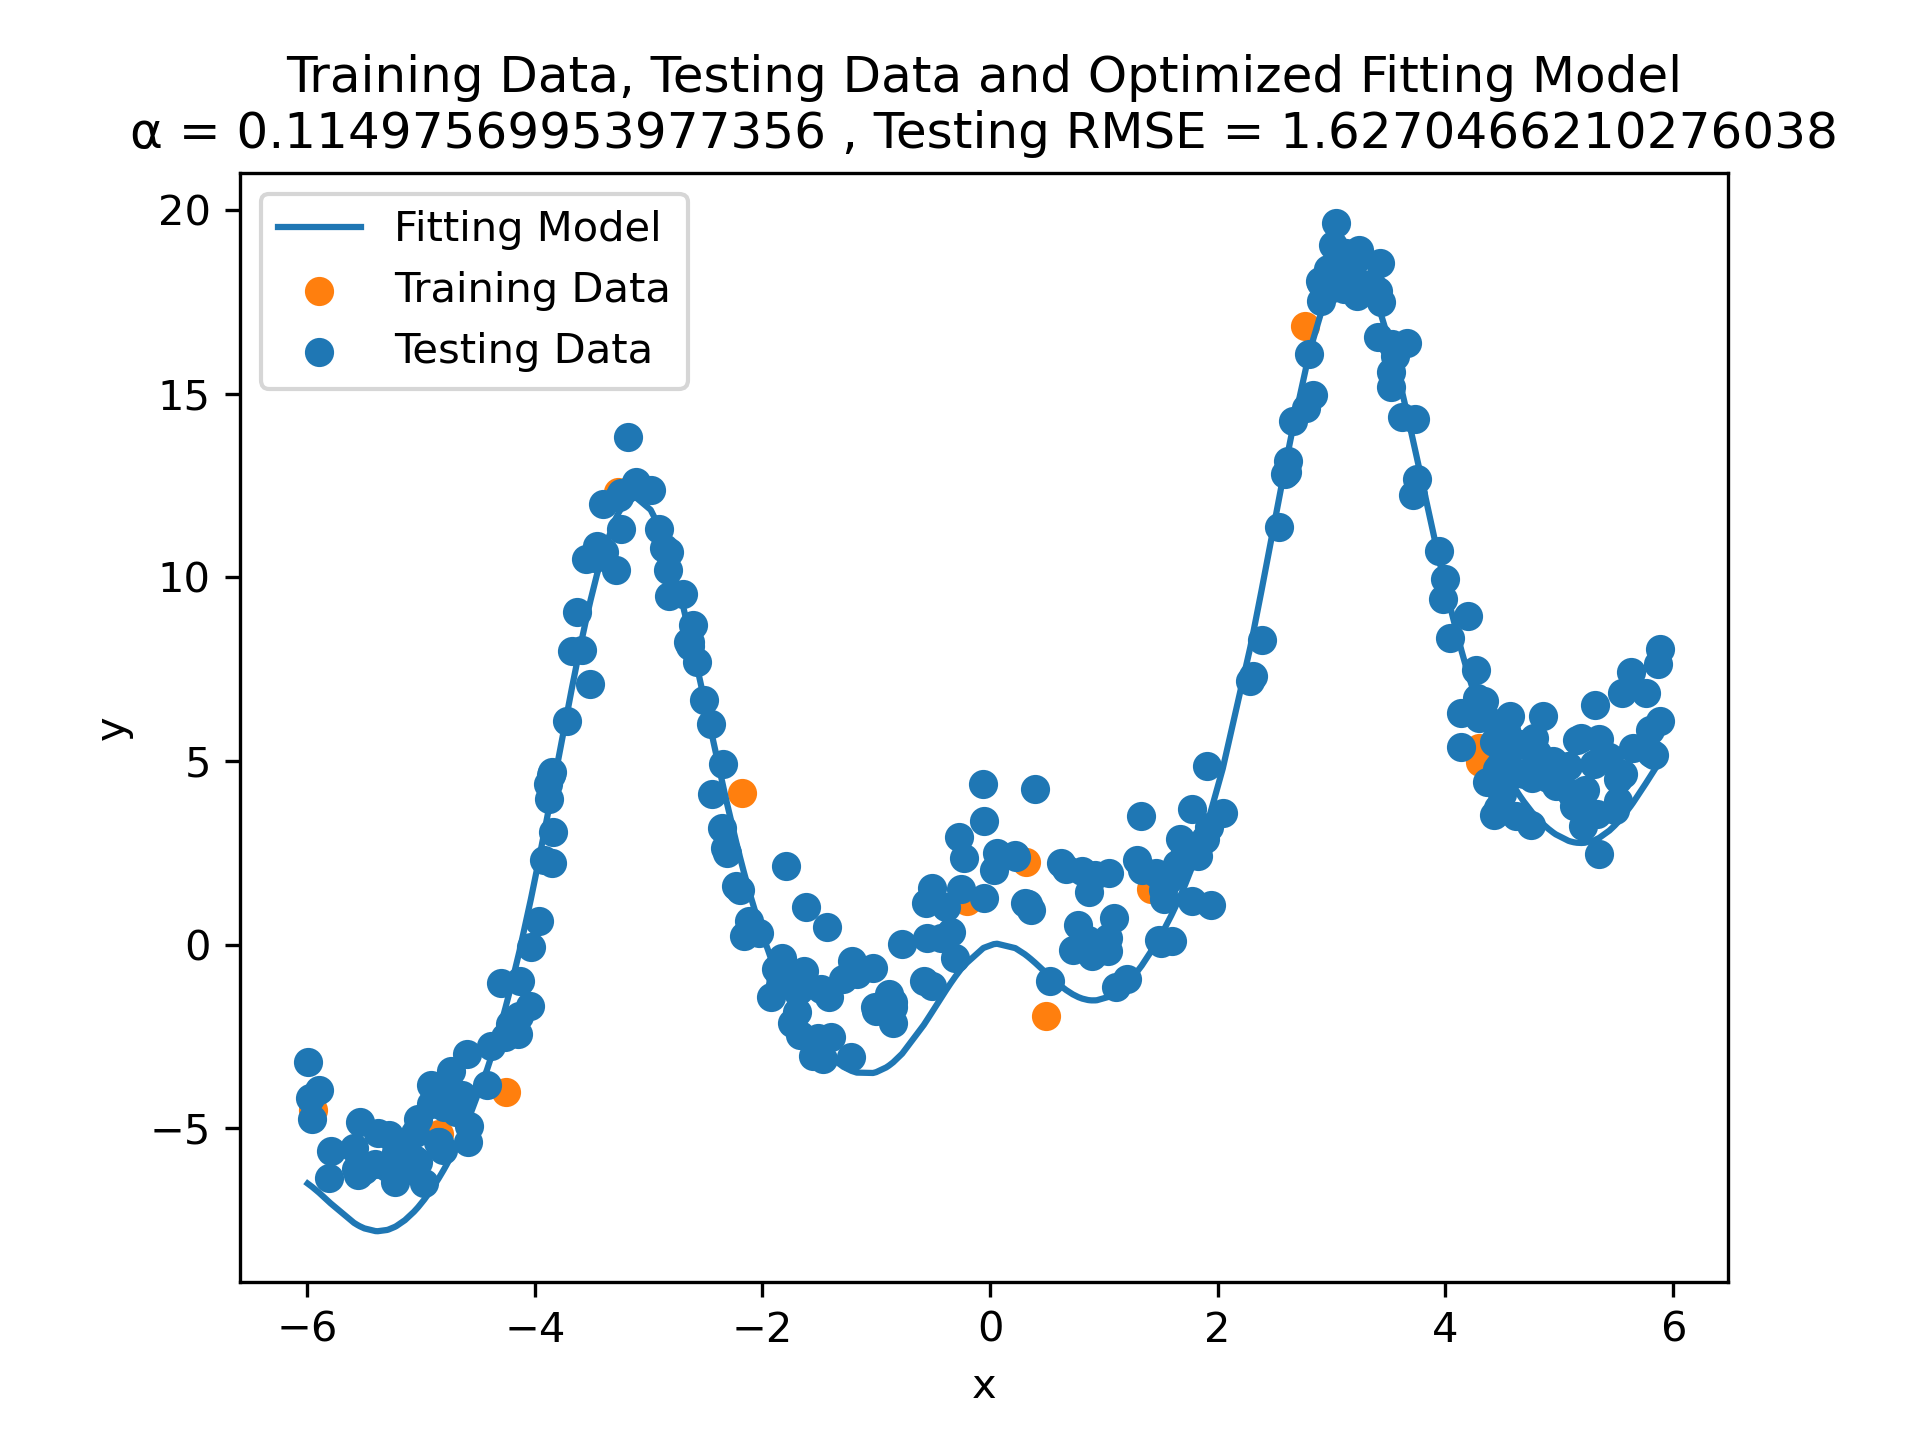 Training Data, Testing Data and Optimized Fitting Model
α = 0.11497569953977356 , Testing RMSE = 1.6270466210276038
Fitting Model
Training Data
Testing Data
20
15
10
5
0
−5
y
−6 −4 −2 0 2 4 6
x